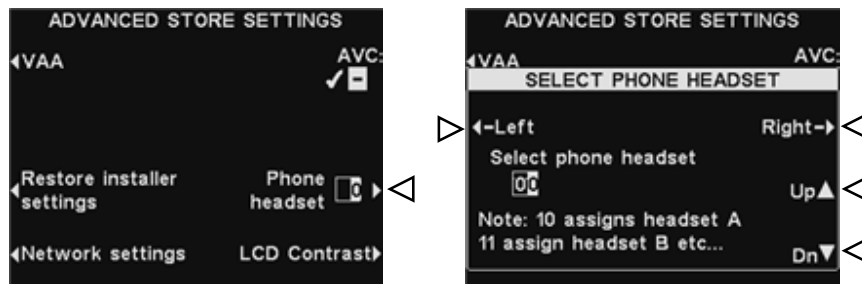 ADVANCED STORE SETTINGS
VAA
AVC:
✓ -
Restore installer settings
Phone headset 0
Network settings
LCD Contrast
ADVANCED STORE SETTINGS
VAA
AVC:
SELECT PHONE HEADSET
-Left
Right-
Select phone headset
00
Up
Note: 10 assigns headset A
11 assign headset B etc...
Dn